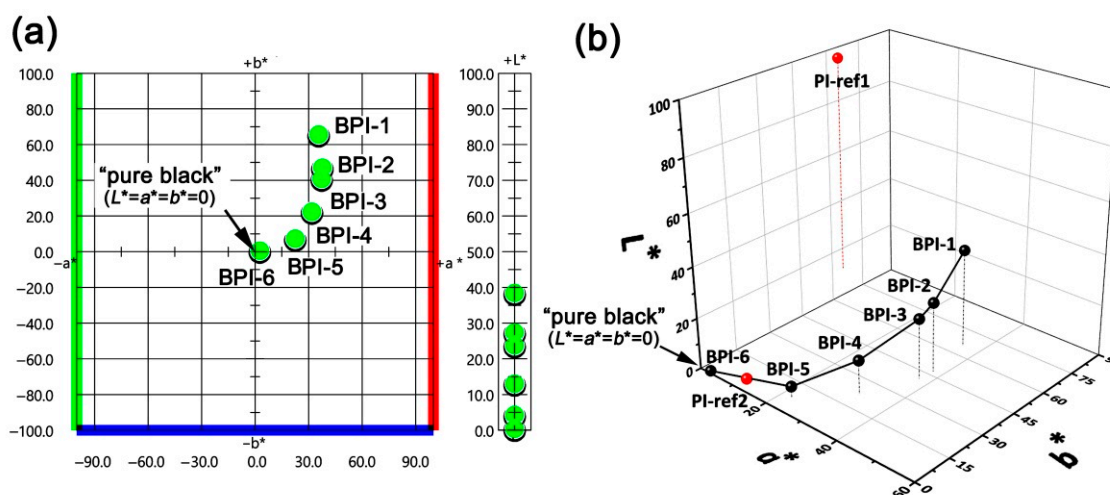 (a)
+b*
100.0
80.0
60.0
40.0
20.0
0.0
−20.0
−40.0
−60.0
−80.0
−100.0
−a*
+a*
−b*
−90.0 −60.0 −30.0 0.0 30.0 60.0 90.0
BPI-1
BPI-2
BPI-3
BPI-4
BPI-5
BPI-6
“pure black”
(L*=a*=b*=0)
+L*
100.0
90.0
80.0
70.0
60.0
50.0
40.0
30.0
20.0
10.0
0.0
(b)
100
80
60
40
20
0
L*
PI-ref1
BPI-1
BPI-2
BPI-3
BPI-4
BPI-5
BPI-6
PI-ref2
“pure black”
(L*=a*=b*=0)
20
40
60
a*
0
15
30
45
60
75
b*